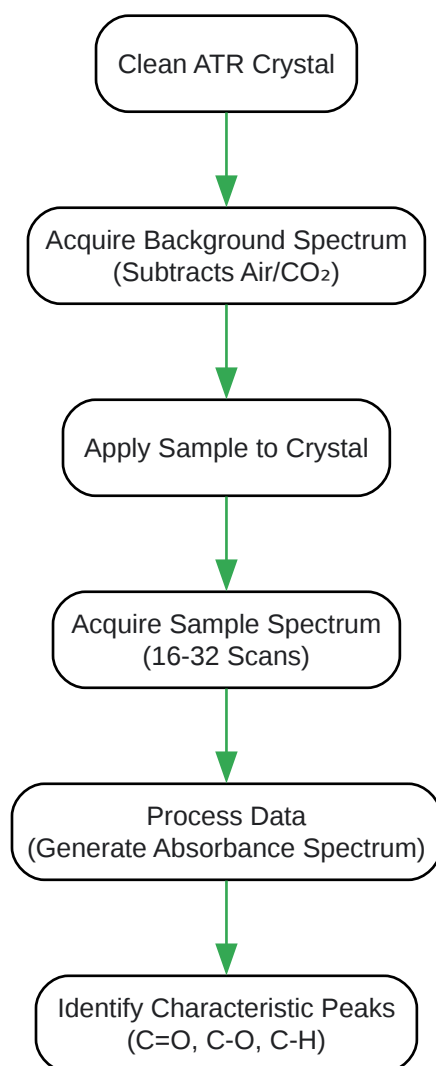 Clean ATR Crystal
Acquire Background Spectrum
(Subtracts Air/CO₂)
Apply Sample to Crystal
Acquire Sample Spectrum
(16-32 Scans)
Process Data
(Generate Absorbance Spectrum)
Identify Characteristic Peaks
(C=O, C-O, C-H)